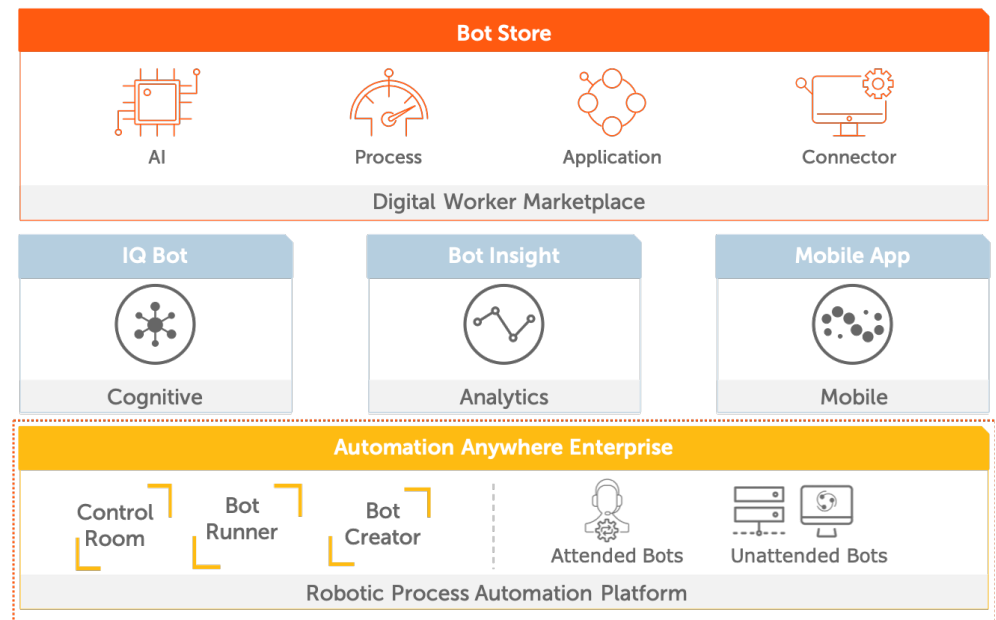 Bot Store
AI
Process
Application
Connector
Digital Worker Marketplace
IQ Bot
Bot Insight
Mobile App
Cognitive
Analytics
Mobile
Automation Anywhere Enterprise
Control
Room
Bot
Runner
Bot
Creator
Attended Bots
Unattended Bots
Robotic Process Automation Platform